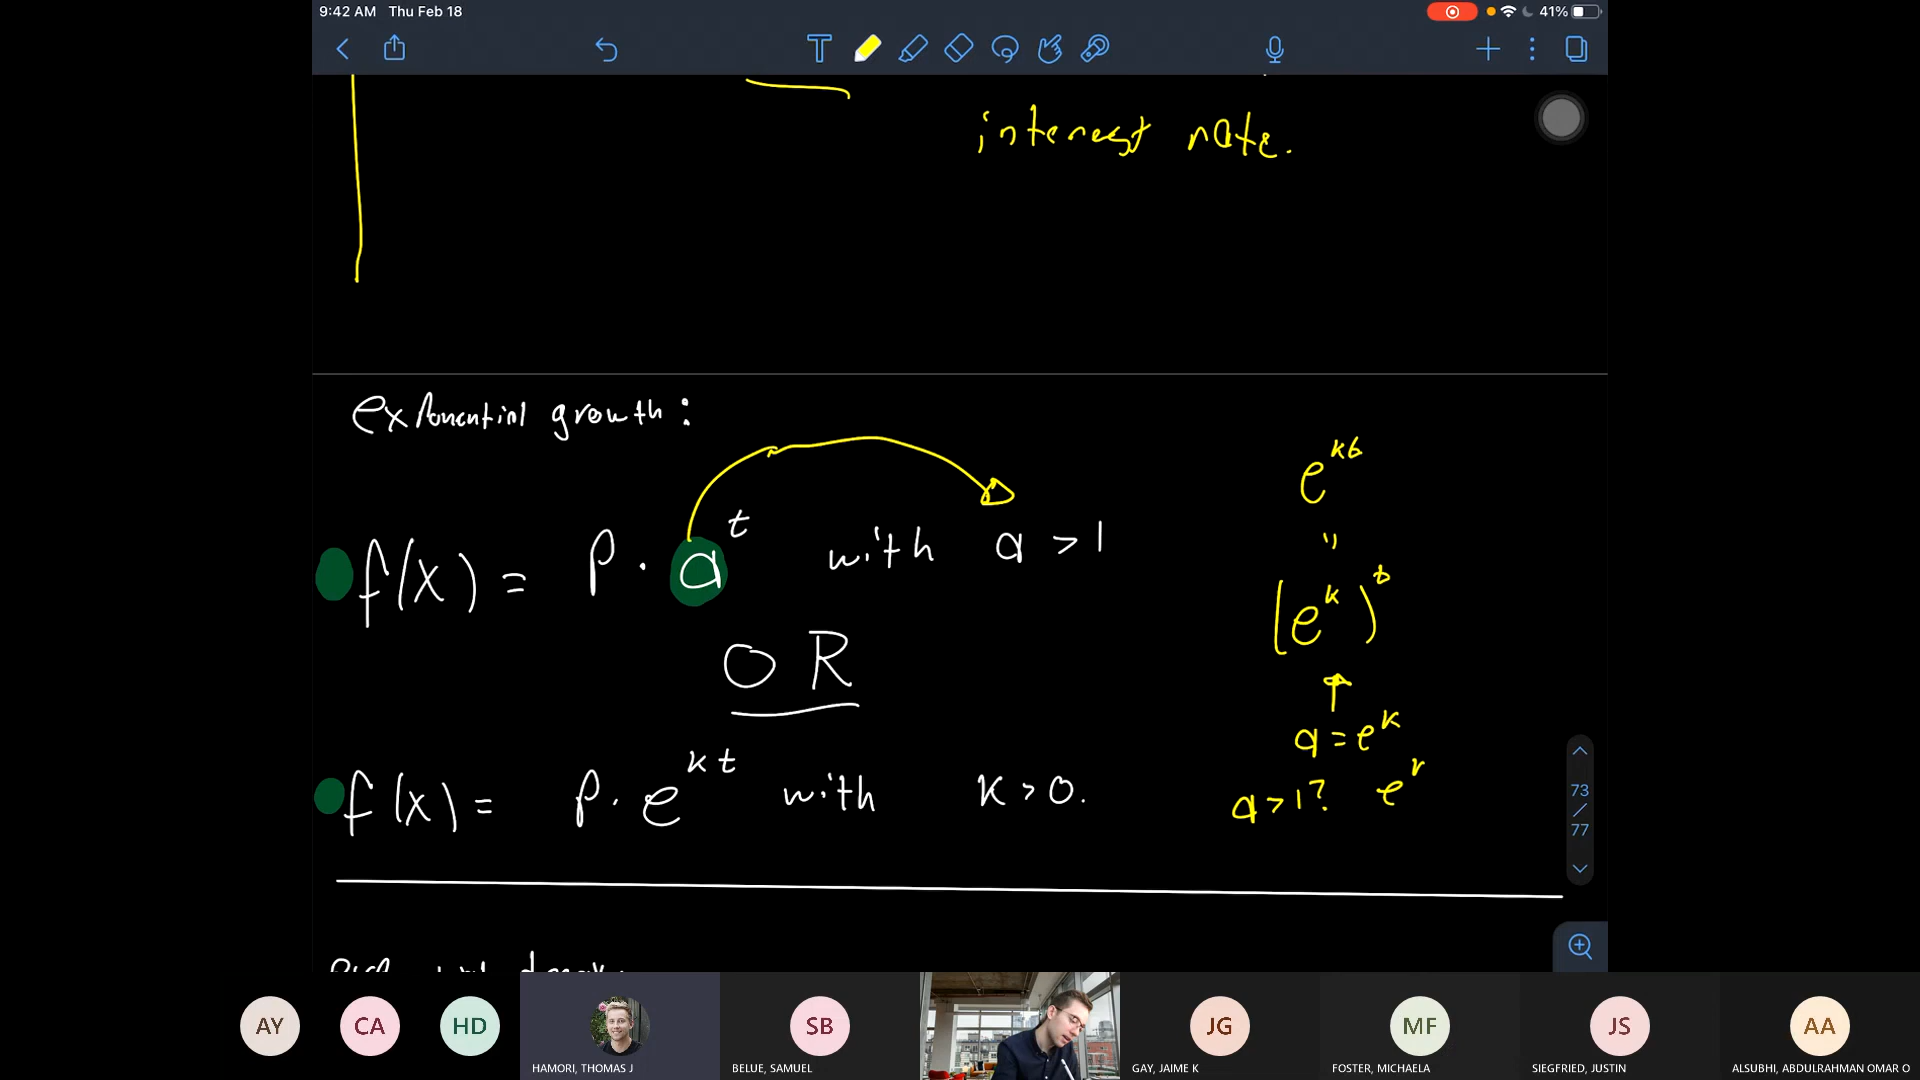 9:42 AM Thu Feb 18
41%
interest rate.
exponential growth:
f(x) = P · a^t with a > 1
OR
f(x) = P · e^kt with k > 0.
e^kt
"
(e^k)^t
↑
a = e^k
a > 1? e^r
73
/
77
AY
CA
HD
HAMORI, THOMAS J
SB
BELUE, SAMUEL
JG
GAY, JAIME K
MF
FOSTER, MICHAELA
JS
SIEGFRIED, JUSTIN
AA
ALSUBHI, ABDULRAHMAN OMAR O